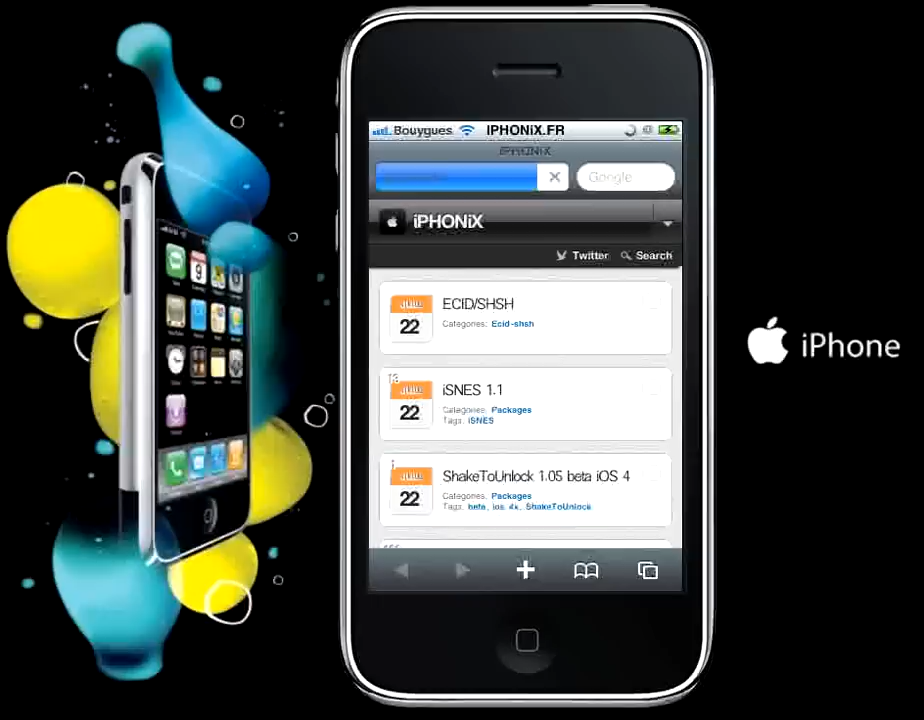 Bouygues IPHONiX.FR
iPHONiX
Google
iPHONiX
Twitter Search
22
ECID/SHSH
Categories: Ecid-shsh
22
iSNES 1.1
Categories: Packages
Tags: iSNES
22
ShakeToUnlock 1.05 beta iOS 4
Categories: Packages
Tags: beta, ios, 4x, ShakeToUnlock
iPhone
9